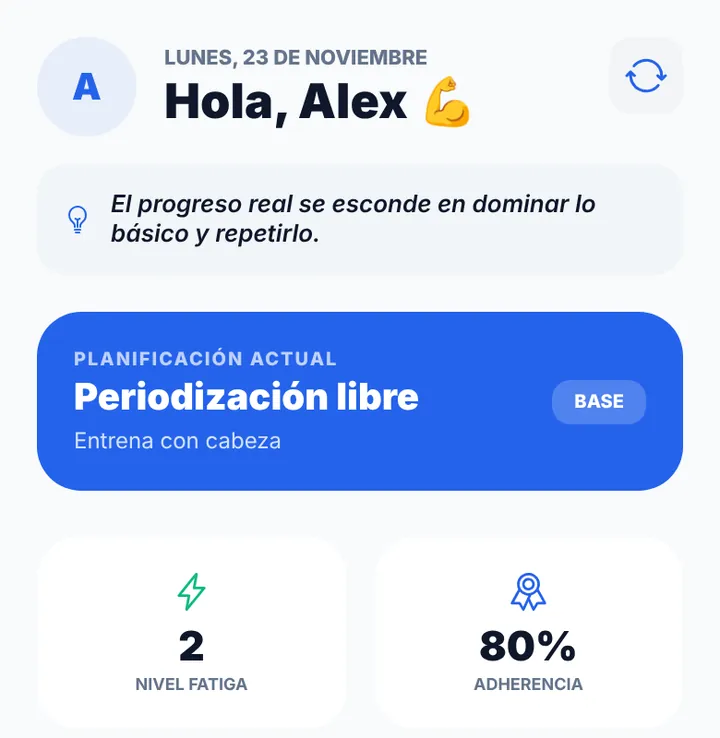 A
LUNES, 23 DE NOVIEMBRE
Hola, Alex 💪
El progreso real se esconde en dominar lo
básico y repetirlo.
PLANIFICACIÓN ACTUAL
Periodización libre
BASE
Entrena con cabeza
2
NIVEL FATIGA
80%
ADHERENCIA